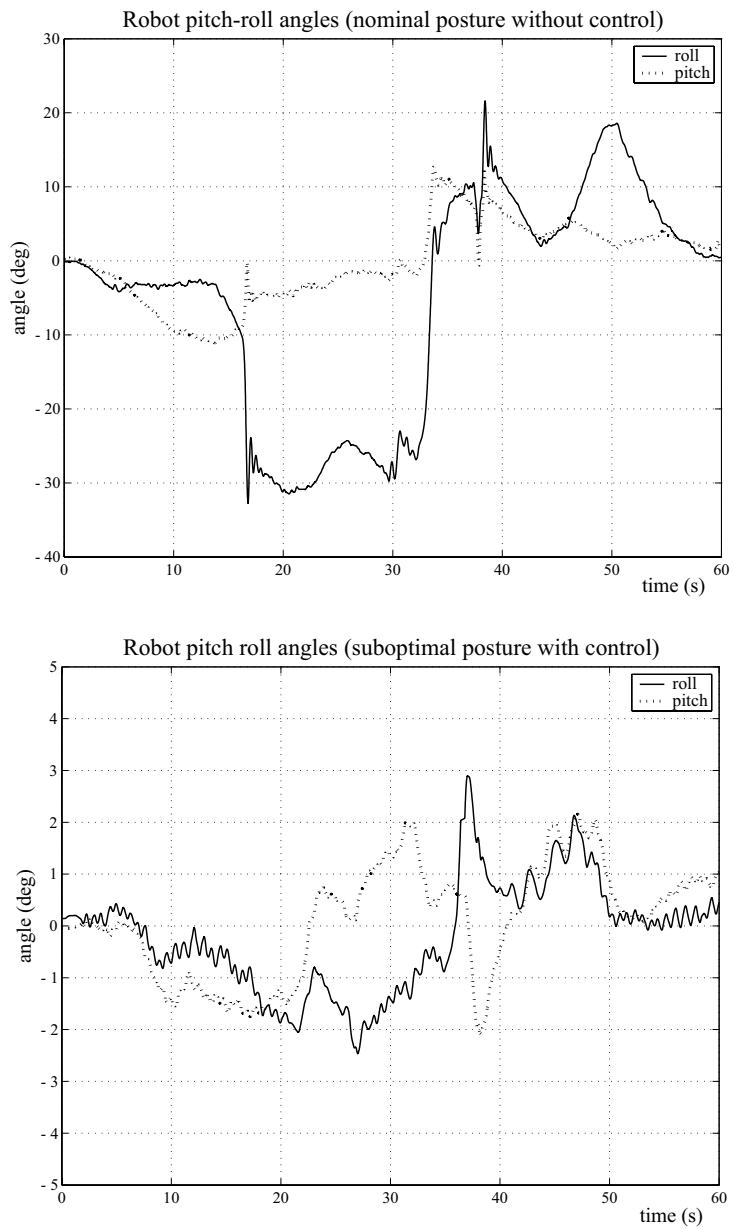 Robot pitch-roll angles (nominal posture without control)
30
20
10
0
- 10
- 20
- 30
- 40
angle (deg)
roll
pitch
0 10 20 30 40 50 60
time (s)
Robot pitch roll angles (suboptimal posture with control)
5
4
3
2
1
0
- 1
- 2
- 3
- 4
- 5
angle (deg)
roll
pitch
0 10 20 30 40 50 60
time (s)